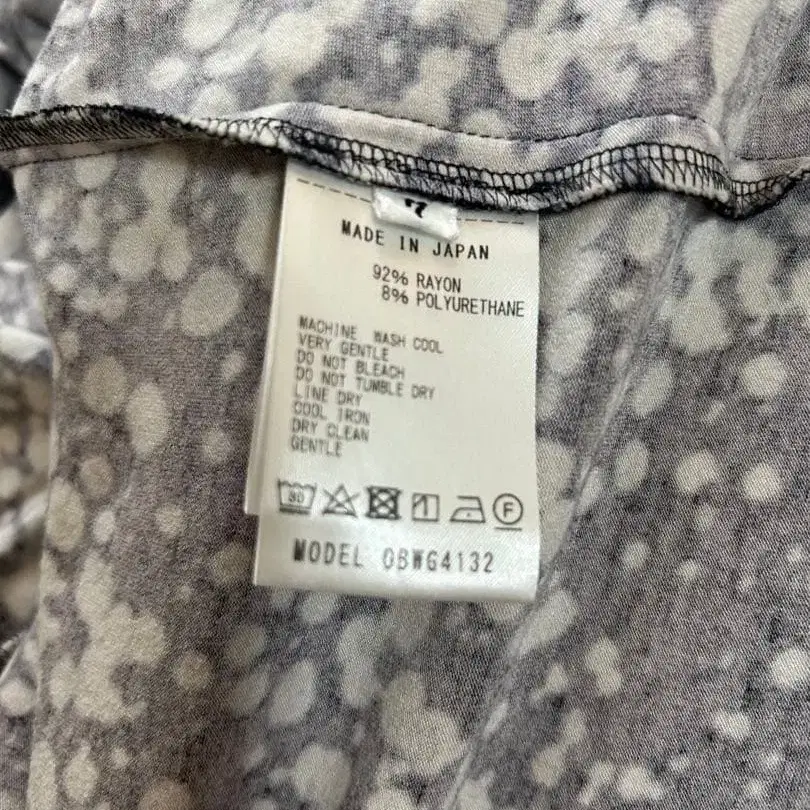 MADE IN JAPAN
92% RAYON
8% POLYURETHANE
MACHINE WASH COOL
VERY GENTLE
DO NOT BLEACH
DO NOT TUMBLE DRY
LINE DRY
COOL IRON
DRY CLEAN
GENTLE
30 F
MODEL OBWG4132